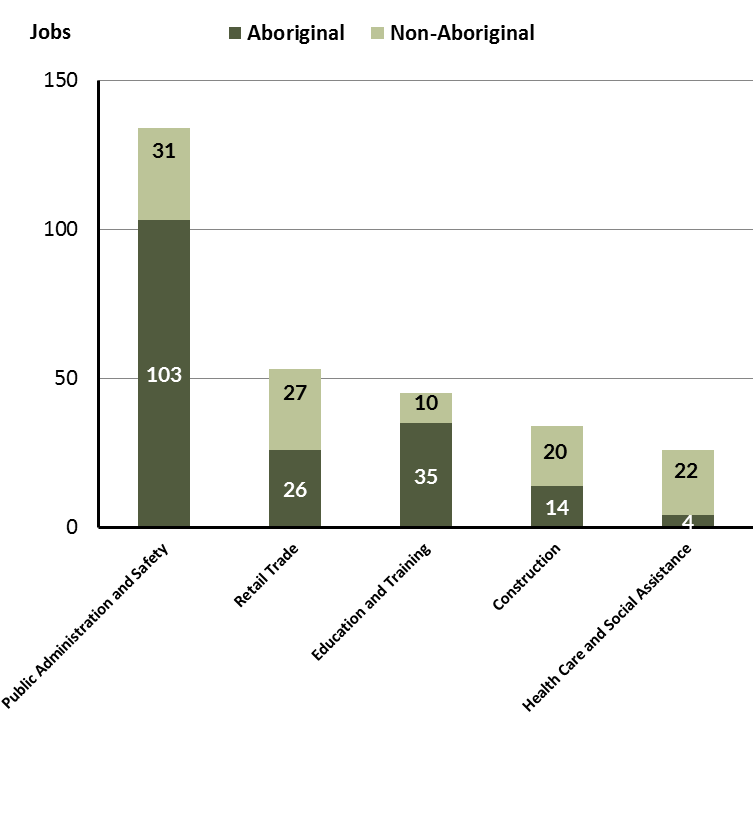 Jobs
Aboriginal Non-Aboriginal
150
100
50
0
31
103
27
26
10
35
20
14
22
4
Public Administration and Safety
Retail Trade
Education and Training
Construction
Health Care and Social Assistance